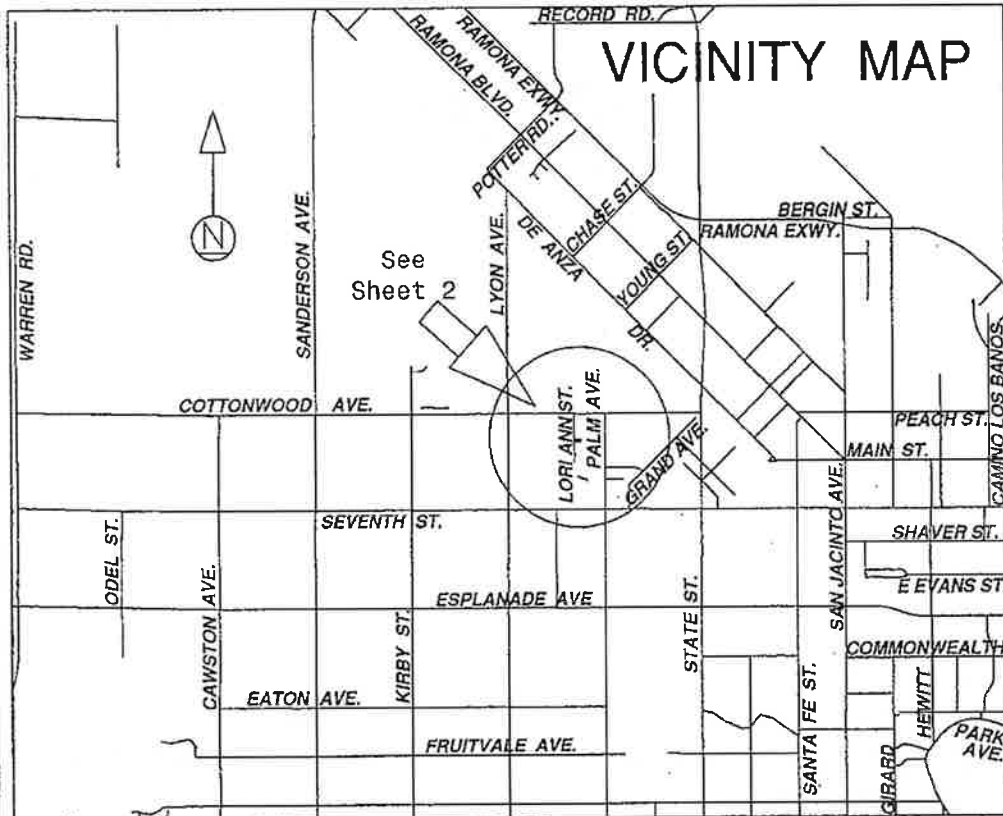 RECORD RD.
VICINITY MAP
RAMONA EXWY.
RAMONA BLVD.
POTTER RD.
CHASE ST.
BERGIN ST.
RAMONA EXWY.
DE ANZA
DR.
YOUNG ST.
N
WARREN RD.
SANDERSON AVE.
LYON AVE.
See
Sheet 2
CAMINO LOS BANOS
COTTONWOOD AVE.
LORI ANN ST.
PALM AVE.
GRAND AVE.
PEACH ST.
MAIN ST.
SAN JACINTO AVE.
SEVENTH ST.
ODEL ST.
SHAVER ST.
E EVANS ST
CAWSTON AVE.
KIRBY ST.
ESPLANADE AVE
STATE ST.
COMMONWEALTH
EATON AVE.
SANTA FE ST.
HEWITT
PARK
AVE.
FRUITVALE AVE.
GIRARD